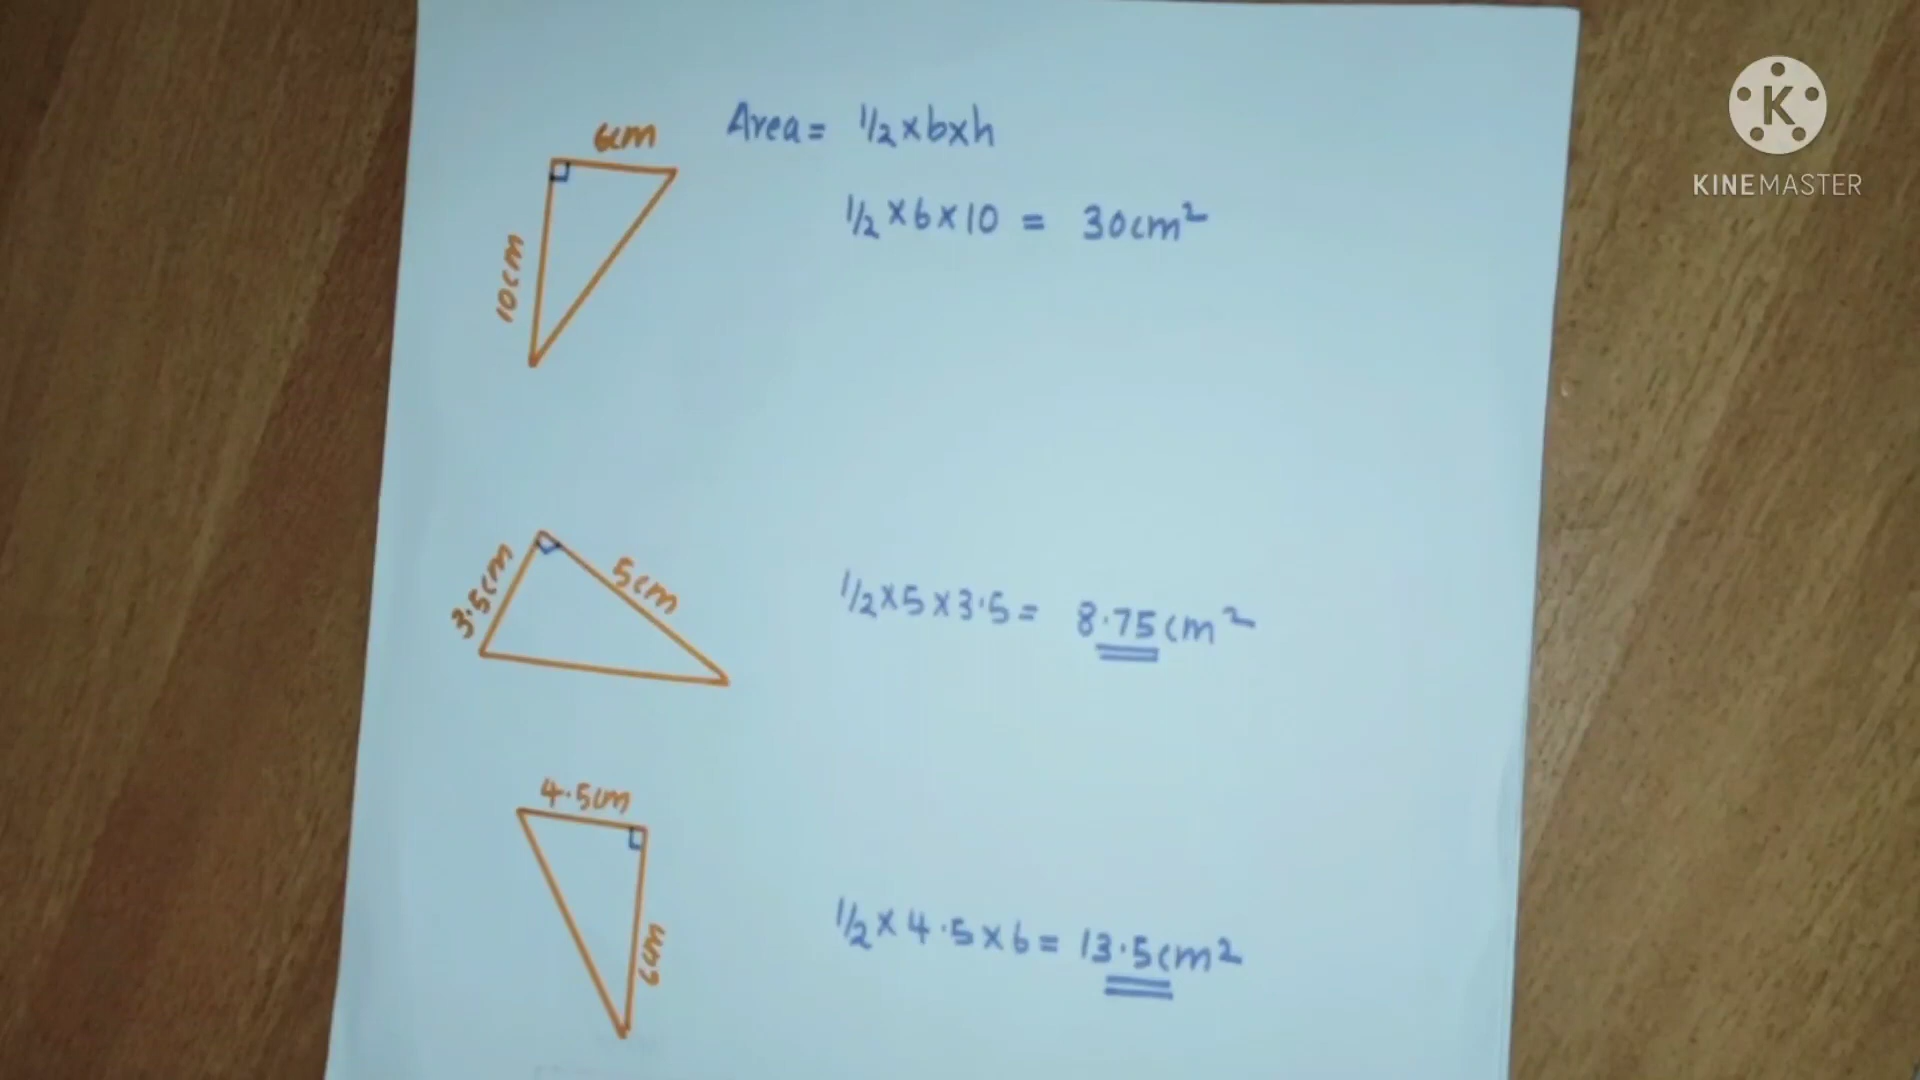 6cm
Area = 1/2 × b × h
10cm
1/2 × 6 × 10 = 30cm²
3.5cm
5cm
1/2 × 5 × 3.5 = 8.75cm²
4.5cm
6cm
1/2 × 4.5 × 6 = 13.5cm²
K
KINEMASTER